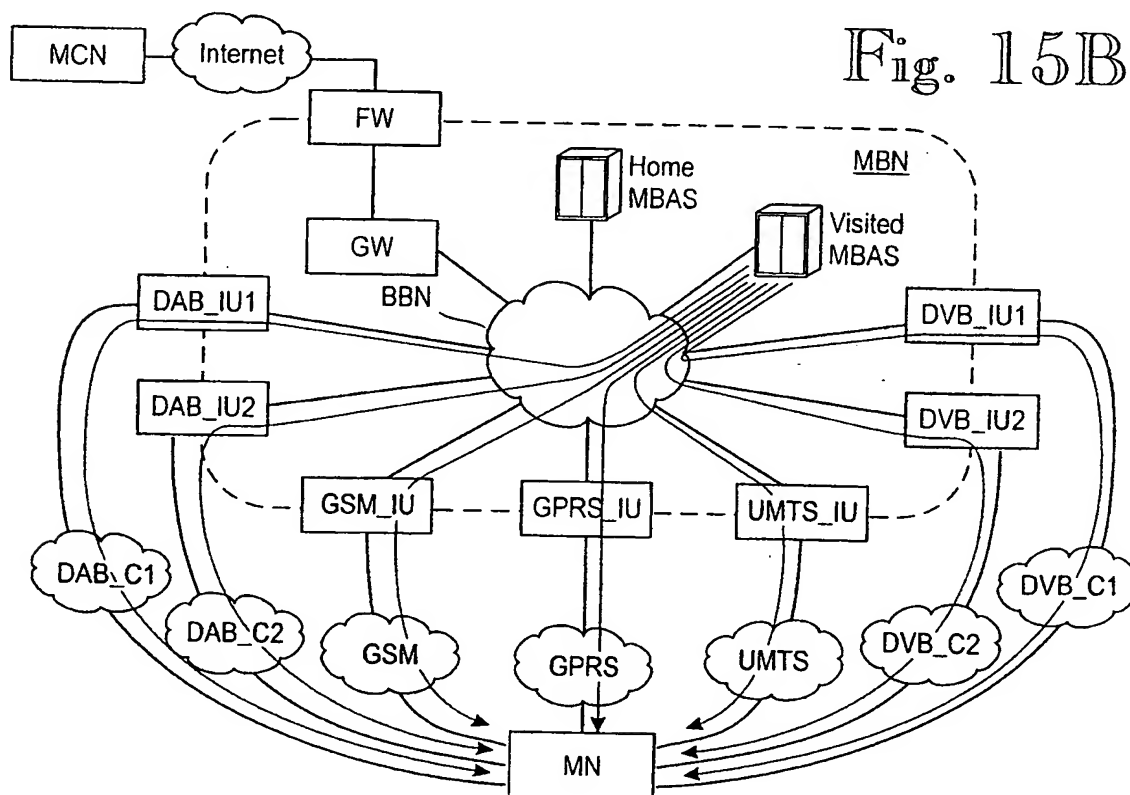 Fig. 15B
MCN
Internet
FW
MBN
Home
MBAS
Visited
MBAS
GW
BBN
DAB_IU1
DVB_IU1
DAB_IU2
DVB_IU2
GSM_IU
GPRS_IU
UMTS_IU
DAB_C1
DAB_C2
GSM
GPRS
UMTS
DVB_C2
DVB_C1
MN